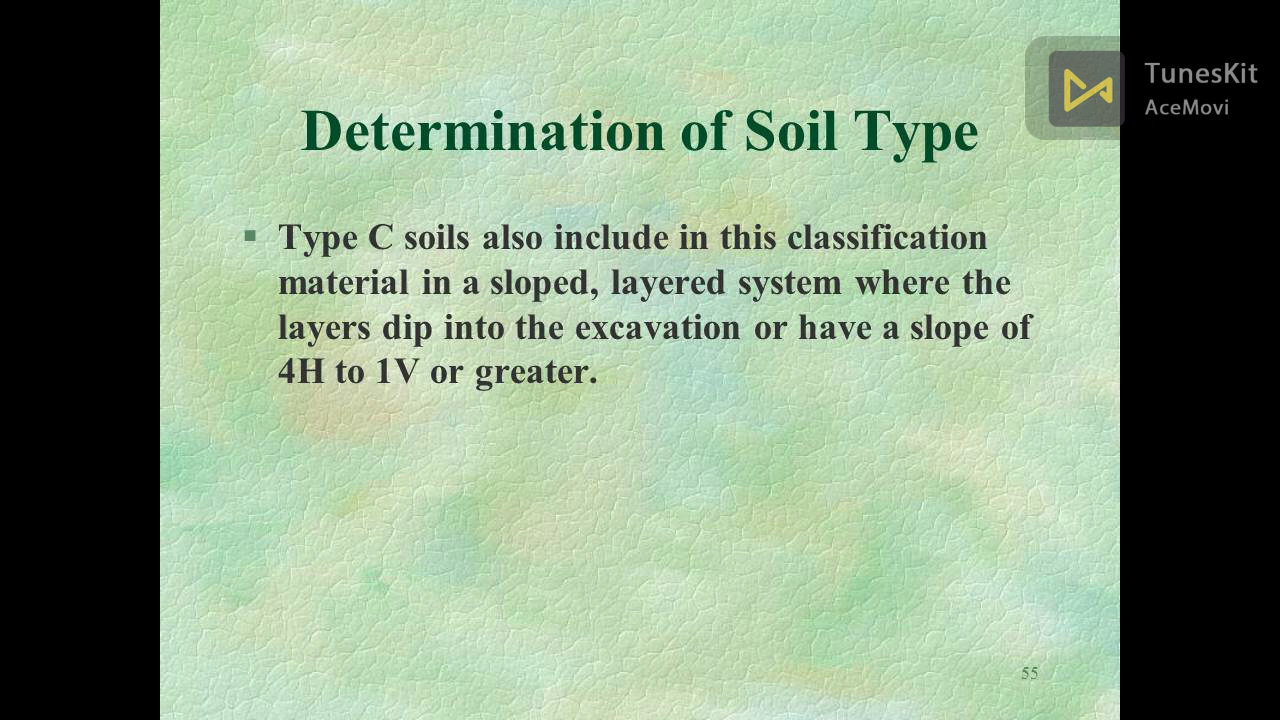 TunesKit
AceMovi
Determination of Soil Type
▪ Type C soils also include in this classification
material in a sloped, layered system where the
layers dip into the excavation or have a slope of
4H to 1V or greater.
55